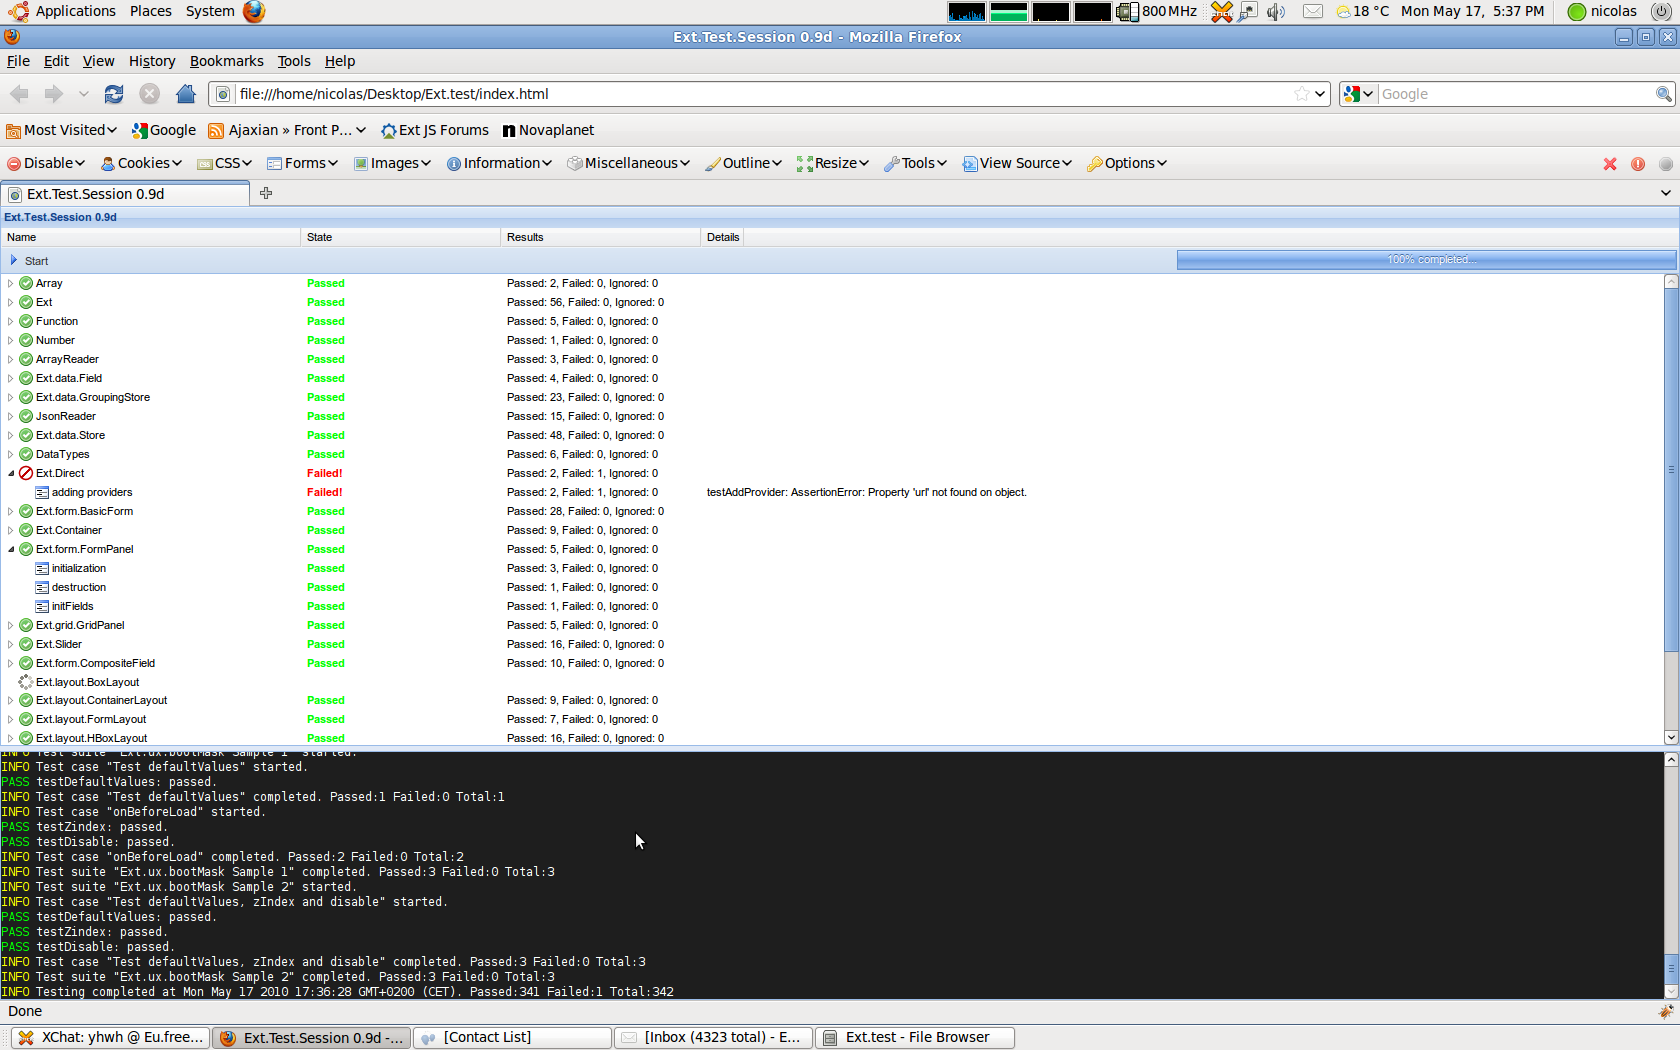 Applications Places System 800 MHz 18 °C Mon May 17, 5:37 PM nicolas
Ext.Test.Session 0.9d - Mozilla Firefox
File Edit View History Bookmarks Tools Help
file:///home/nicolas/Desktop/Ext.test/index.html Google
Most Visited Google Ajaxian » Front P... Ext JS Forums n Novaplanet
Disable Cookies CSS Forms Images Information Miscellaneous Outline Resize Tools View Source Options
Ext.Test.Session 0.9d
Ext.Test.Session 0.9d
Name State Results Details
Start 100% completed...
Array Passed Passed: 2, Failed: 0, Ignored: 0
Ext Passed Passed: 56, Failed: 0, Ignored: 0
Function Passed Passed: 5, Failed: 0, Ignored: 0
Number Passed Passed: 1, Failed: 0, Ignored: 0
ArrayReader Passed Passed: 3, Failed: 0, Ignored: 0
Ext.data.Field Passed Passed: 4, Failed: 0, Ignored: 0
Ext.data.GroupingStore Passed Passed: 23, Failed: 0, Ignored: 0
JsonReader Passed Passed: 15, Failed: 0, Ignored: 0
Ext.data.Store Passed Passed: 48, Failed: 0, Ignored: 0
DataTypes Passed Passed: 6, Failed: 0, Ignored: 0
Ext.Direct Failed! Passed: 2, Failed: 1, Ignored: 0
adding providers Failed! Passed: 2, Failed: 1, Ignored: 0 testAddProvider: AssertionError: Property 'url' not found on object.
Ext.form.BasicForm Passed Passed: 28, Failed: 0, Ignored: 0
Ext.Container Passed Passed: 9, Failed: 0, Ignored: 0
Ext.form.FormPanel Passed Passed: 5, Failed: 0, Ignored: 0
initialization Passed Passed: 3, Failed: 0, Ignored: 0
destruction Passed Passed: 1, Failed: 0, Ignored: 0
initFields Passed Passed: 1, Failed: 0, Ignored: 0
Ext.grid.GridPanel Passed Passed: 5, Failed: 0, Ignored: 0
Ext.Slider Passed Passed: 16, Failed: 0, Ignored: 0
Ext.form.CompositeField Passed Passed: 10, Failed: 0, Ignored: 0
Ext.layout.BoxLayout
Ext.layout.ContainerLayout Passed Passed: 9, Failed: 0, Ignored: 0
Ext.layout.FormLayout Passed Passed: 7, Failed: 0, Ignored: 0
Ext.layout.HBoxLayout Passed Passed: 16, Failed: 0, Ignored: 0
INFO Test suite "Ext.ux.bootMask Sample 1" started.
INFO Test case "Test defaultValues" started.
PASS testDefaultValues: passed.
INFO Test case "Test defaultValues" completed. Passed:1 Failed:0 Total:1
INFO Test case "onBeforeLoad" started.
PASS testZindex: passed.
PASS testDisable: passed.
INFO Test case "onBeforeLoad" completed. Passed:2 Failed:0 Total:2
INFO Test suite "Ext.ux.bootMask Sample 1" completed. Passed:3 Failed:0 Total:3
INFO Test suite "Ext.ux.bootMask Sample 2" started.
INFO Test case "Test defaultValues, zIndex and disable" started.
PASS testDefaultValues: passed.
PASS testZindex: passed.
PASS testDisable: passed.
INFO Test case "Test defaultValues, zIndex and disable" completed. Passed:3 Failed:0 Total:3
INFO Test suite "Ext.ux.bootMask Sample 2" completed. Passed:3 Failed:0 Total:3
INFO Testing completed at Mon May 17 2010 17:36:28 GMT+0200 (CET). Passed:341 Failed:1 Total:342
Done
XChat: yhwh @ Eu.free... Ext.Test.Session 0.9d -... [Contact List] [Inbox (4323 total) - E... Ext.test - File Browser